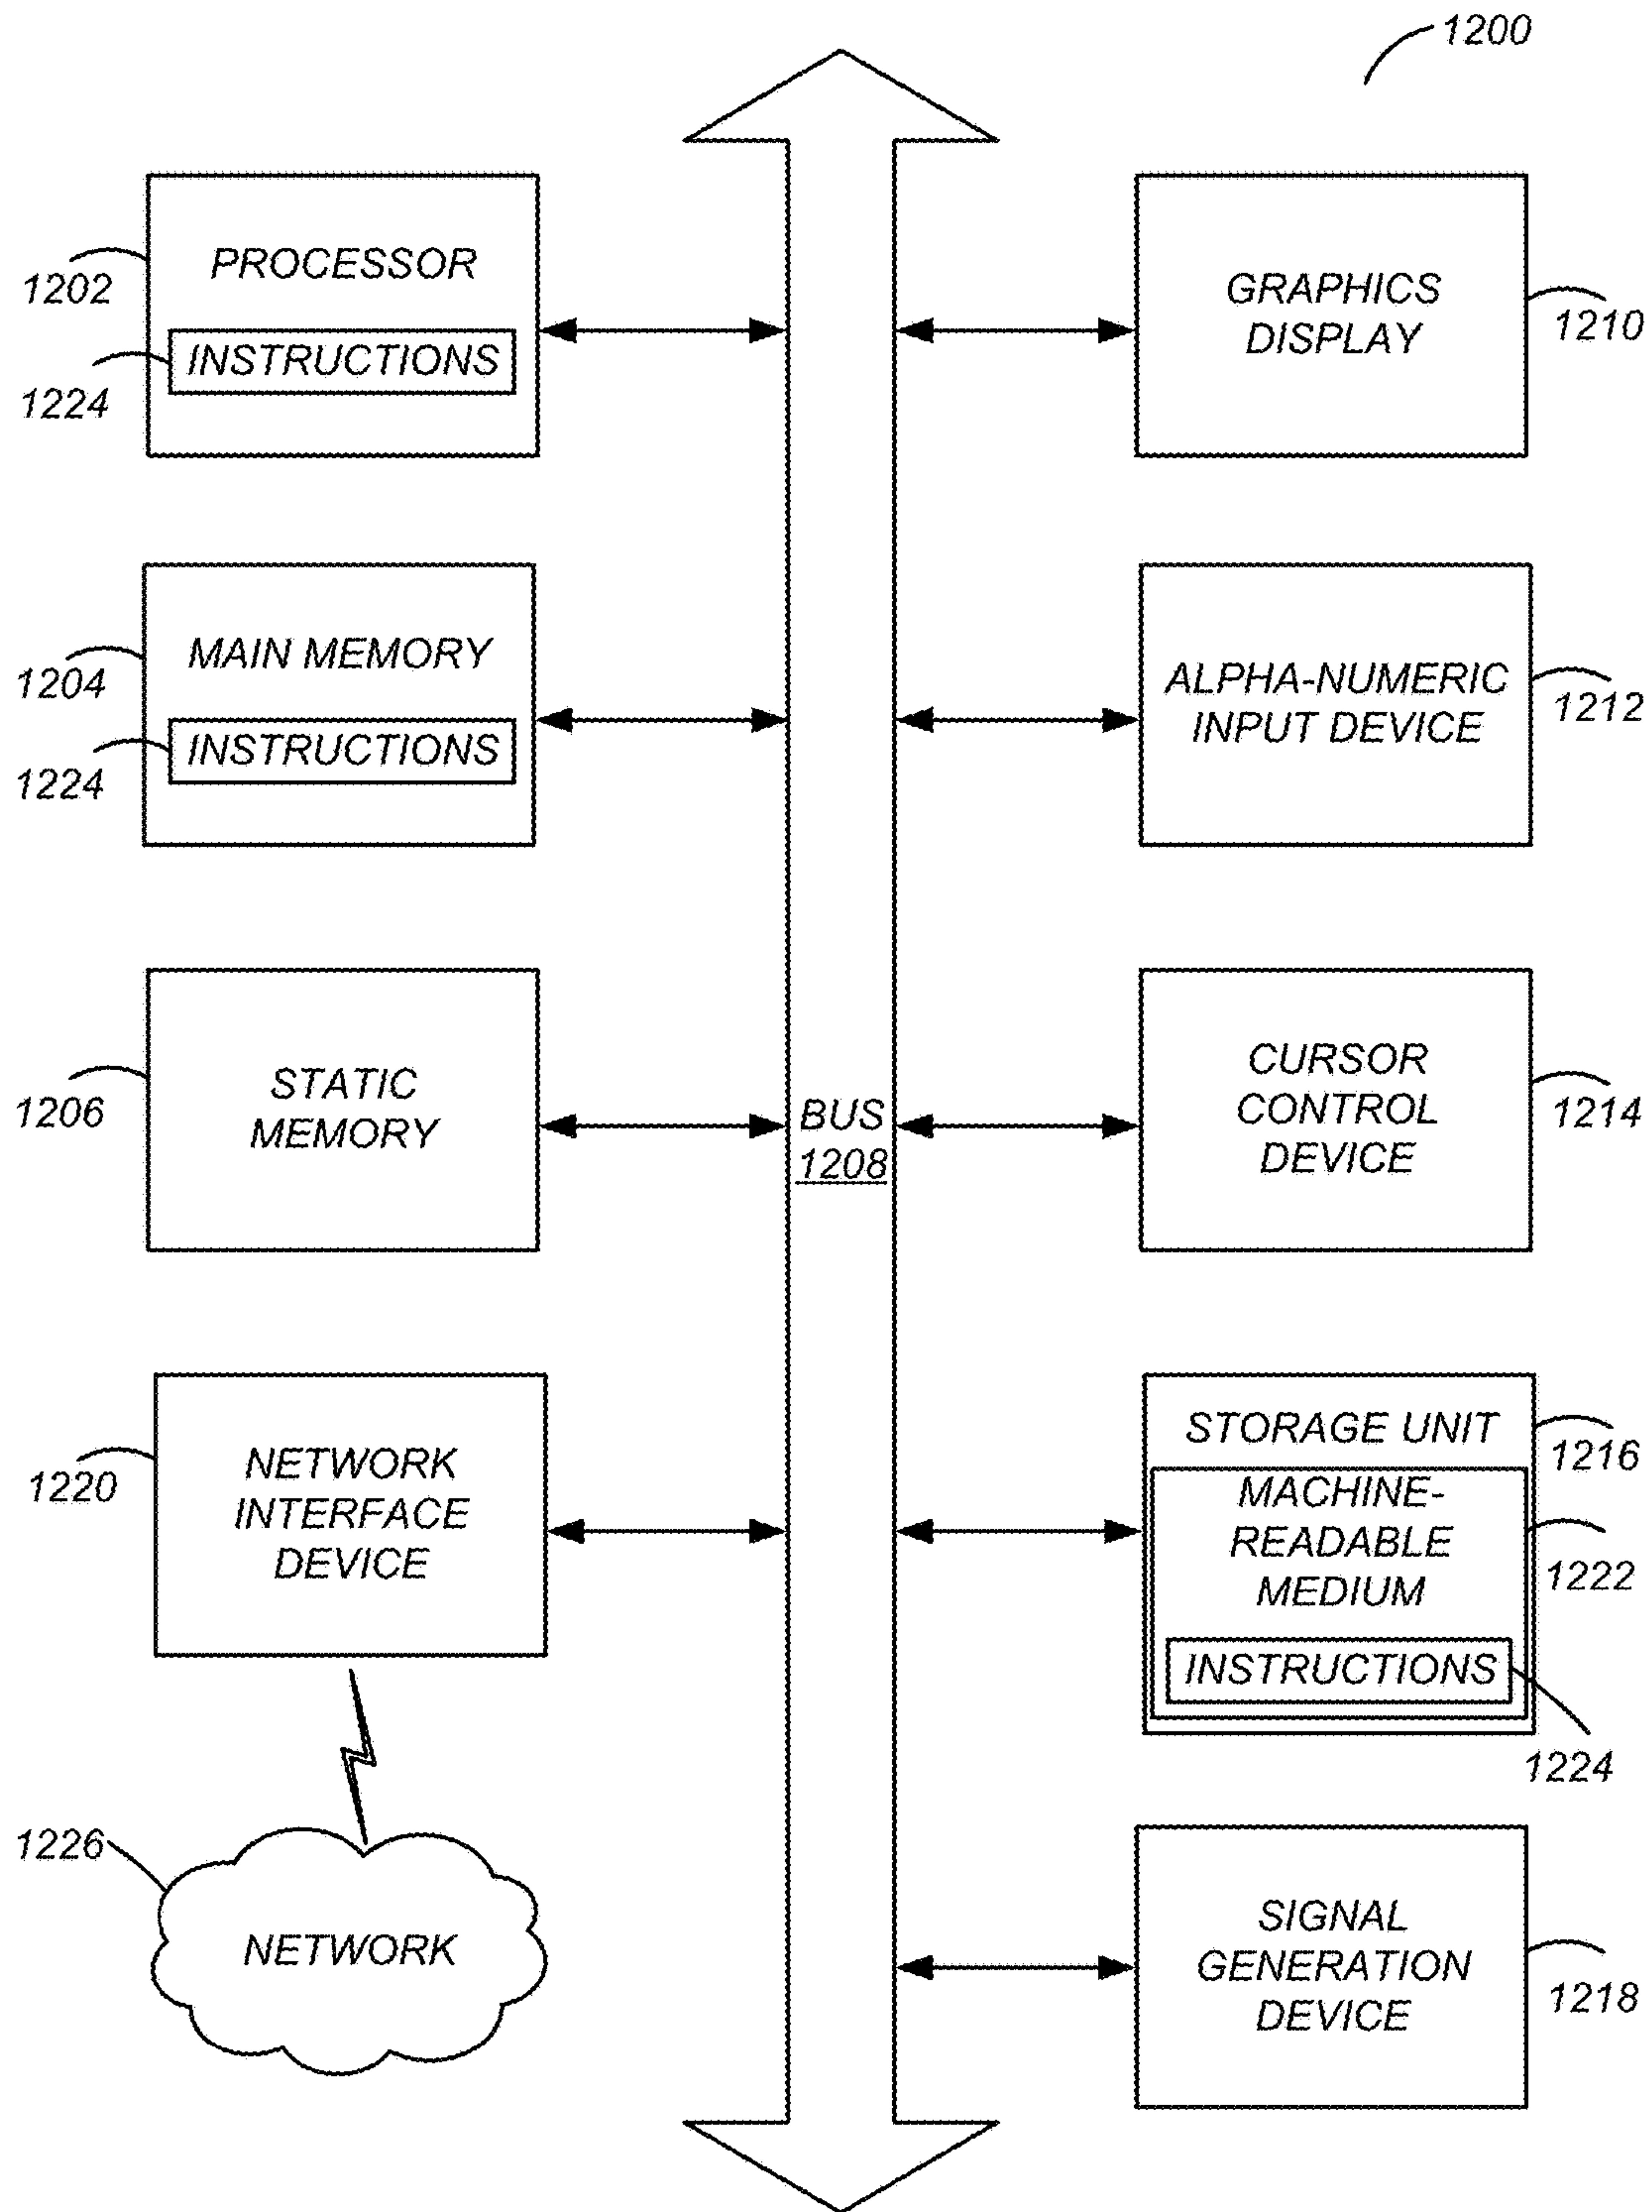 1200
PROCESSOR
1202
INSTRUCTIONS
1224
GRAPHICS
DISPLAY
1210
MAIN MEMORY
1204
INSTRUCTIONS
1224
ALPHA-NUMERIC
INPUT DEVICE
1212
STATIC
MEMORY
1206
BUS
1208
CURSOR
CONTROL
DEVICE
1214
NETWORK
INTERFACE
DEVICE
1220
STORAGE UNIT
1216
MACHINE-
READABLE
MEDIUM
1222
INSTRUCTIONS
1224
1226
NETWORK
SIGNAL
GENERATION
DEVICE
1218